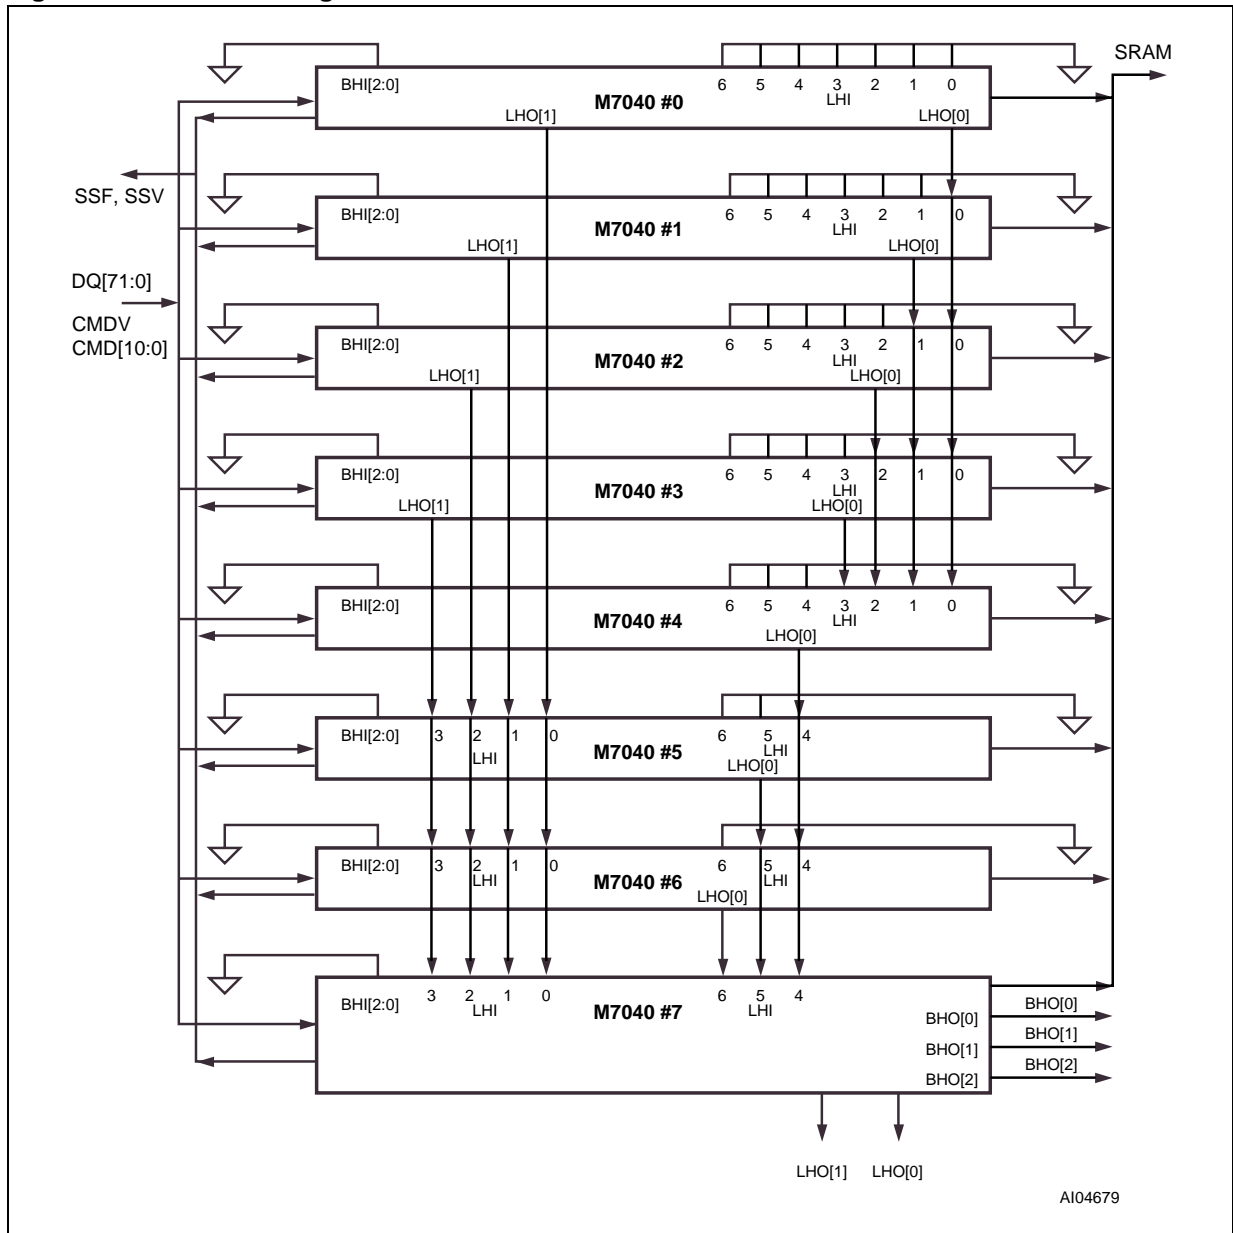 SRAM
BHI[2:0] 6 5 4 3 2 1 0
M7040 #0 LHI
LHO[1] LHO[0]
SSF, SSV
BHI[2:0] 6 5 4 3 2 1 0
M7040 #1 LHI
LHO[1] LHO[0]
DQ[71:0]
CMDV
CMD[10:0]
BHI[2:0] 6 5 4 3 2 1 0
M7040 #2 LHI
LHO[1] LHO[0]
BHI[2:0] 6 5 4 3 2 1 0
M7040 #3 LHI
LHO[1] LHO[0]
BHI[2:0] 6 5 4 3 2 1 0
M7040 #4 LHI
LHO[0]
BHI[2:0] 3 2 1 0 6 5 4
LHI M7040 #5 LHI
LHO[0]
BHI[2:0] 3 2 1 0 6 5 4
LHI M7040 #6 LHI
LHO[0]
BHI[2:0] 3 2 1 0 6 5 4
LHI M7040 #7 LHI
BHO[0] BHO[0]
BHO[1] BHO[1]
BHO[2] BHO[2]
LHO[1] LHO[0]
AI04679